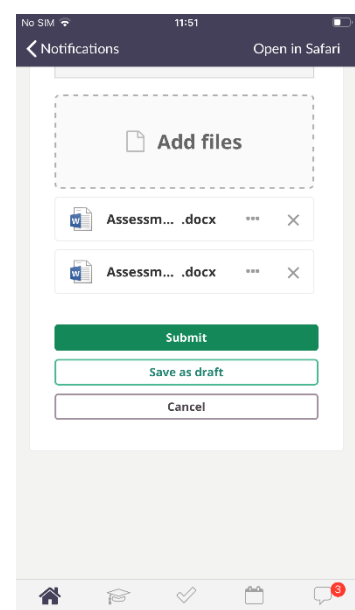 No SIM 11:51
Notifications Open in Safari
Add files
W Assessm... .docx
W Assessm... .docx
Submit
Save as draft
Cancel
3